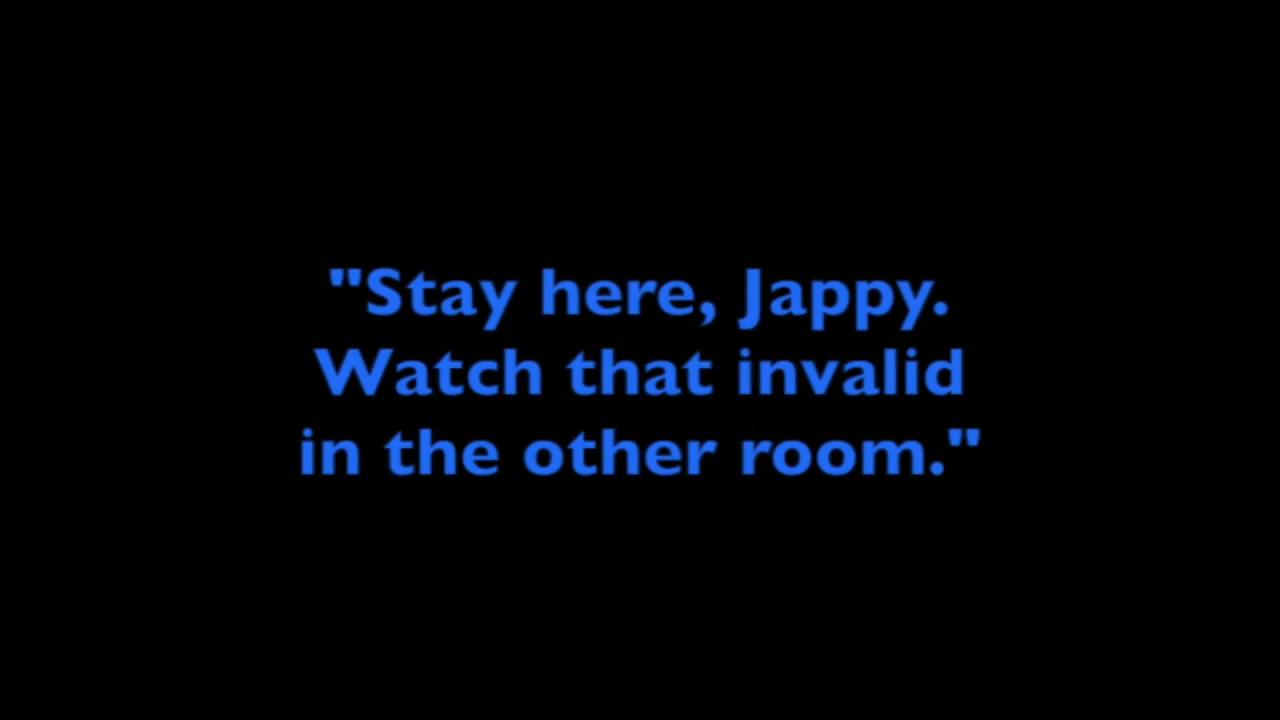 "Stay here, Jappy.
Watch that invalid
in the other room."